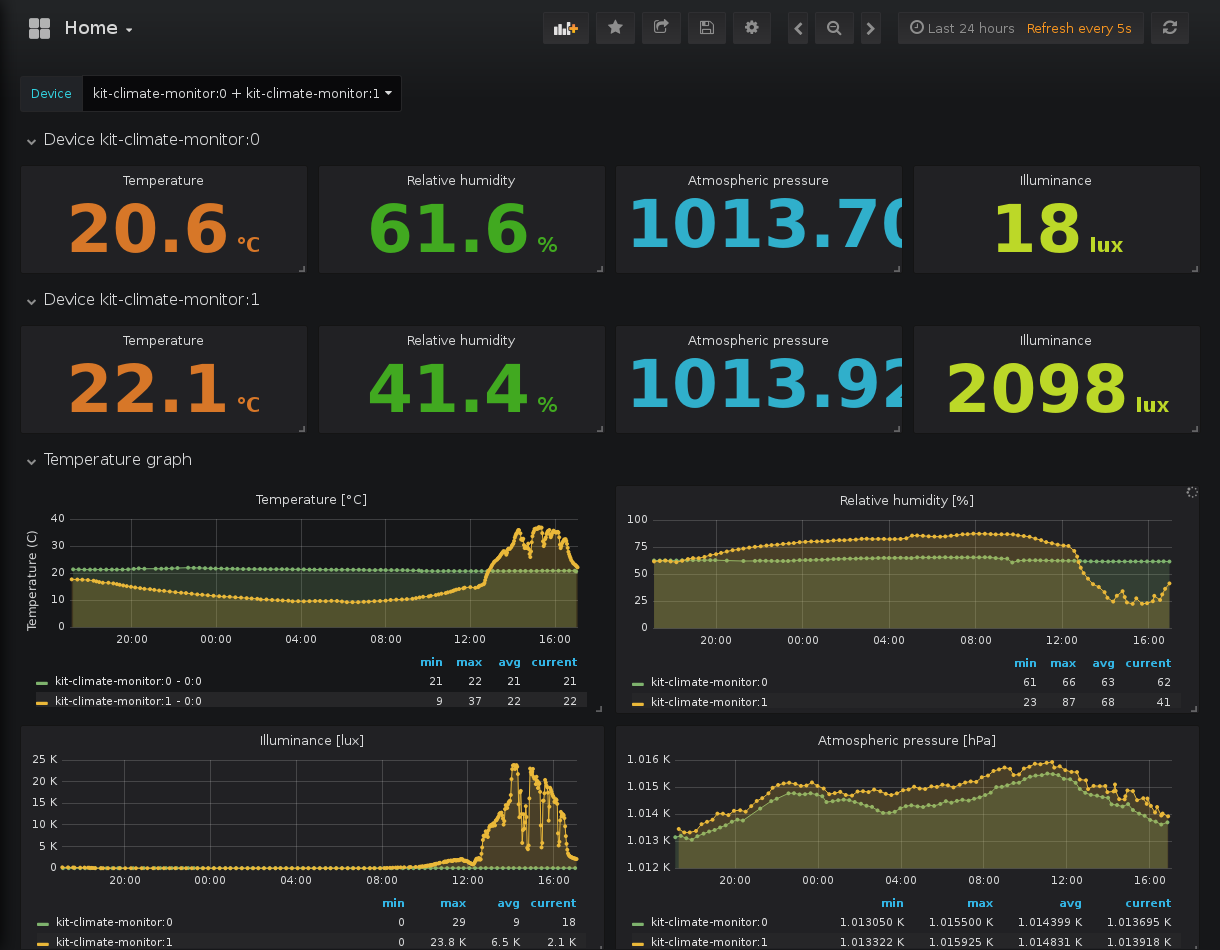 Home
Last 24 hours Refresh every 5s
Device kit-climate-monitor:0 + kit-climate-monitor:1
Device kit-climate-monitor:0
Temperature Relative humidity Atmospheric pressure Illuminance
20.6 °C 61.6 % 1013.70 18 lux
Device kit-climate-monitor:1
Temperature Relative humidity Atmospheric pressure Illuminance
22.1 °C 41.4 % 1013.92 2098 lux
Temperature graph
Temperature [°C]
Temperature (C)
40
30
20
10
0
20:00 00:00 04:00 08:00 12:00 16:00
min max avg current
kit-climate-monitor:0 - 0:0 21 22 21 21
kit-climate-monitor:1 - 0:0 9 37 22 22
Relative humidity [%]
100
75
50
25
0
20:00 00:00 04:00 08:00 12:00 16:00
min max avg current
kit-climate-monitor:0 61 66 63 62
kit-climate-monitor:1 23 87 68 41
Illuminance [lux]
25 K
20 K
15 K
10 K
5 K
0
20:00 00:00 04:00 08:00 12:00 16:00
min max avg current
kit-climate-monitor:0 0 29 9 18
kit-climate-monitor:1 0 23.8 K 6.5 K 2.1 K
Atmospheric pressure [hPa]
1.016 K
1.015 K
1.014 K
1.013 K
1.012 K
20:00 00:00 04:00 08:00 12:00 16:00
min max avg current
kit-climate-monitor:0 1.013050 K 1.015500 K 1.014399 K 1.013695 K
kit-climate-monitor:1 1.013322 K 1.015925 K 1.014831 K 1.013918 K